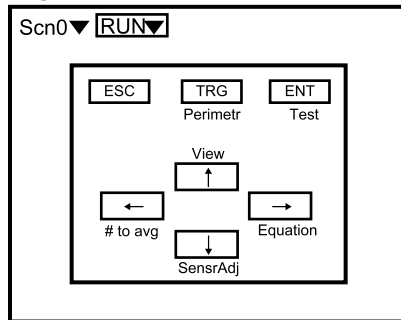 Scn0▼ RUN▼
ESC TRG ENT
Perimetr Test
View
↑
← →
# to avg Equation
↓
SensrAdj